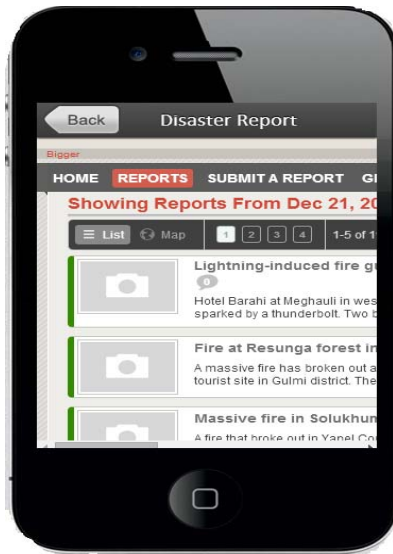 Back Disaster Report
Bigger
HOME REPORTS SUBMIT A REPORT
Showing Reports From Dec 21,
List Map 1 2 3 4 1-5 of
Lightning-induced fire
0
Hotel Barahi at Meghauli in
sparked by a thunderbolt. Two
Fire at Resunga forest in
A massive fire has broken out
tourist site in Gulmi district. The
Massive fire in
A fire that broke out in Yanel